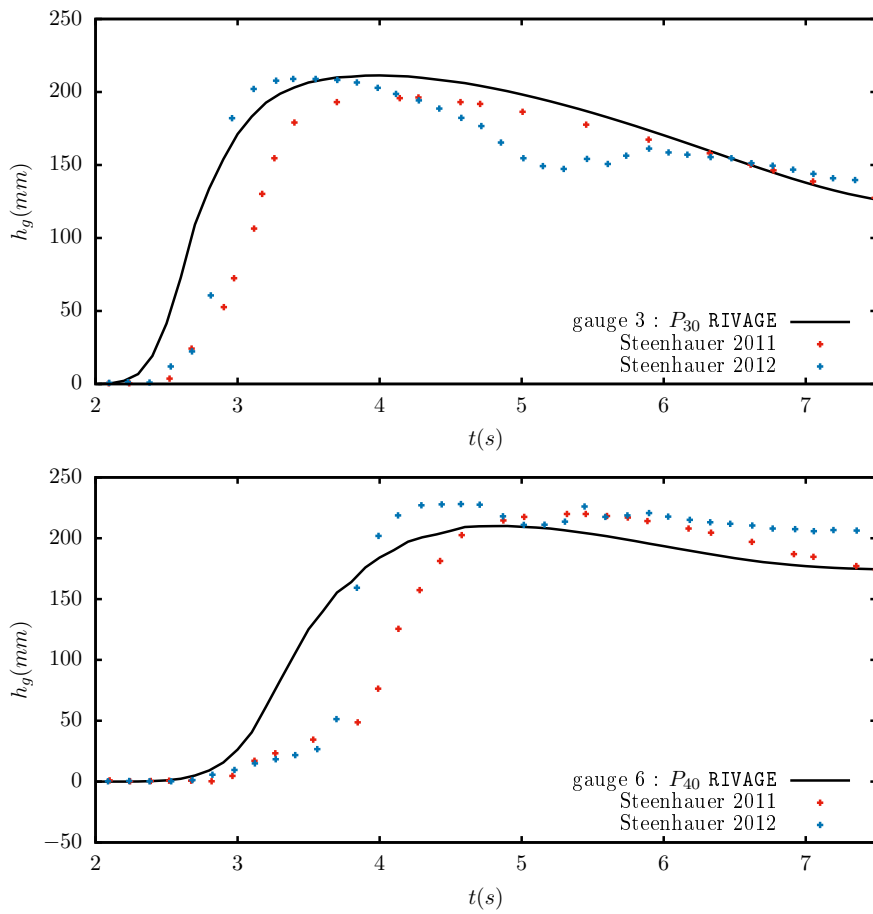 250
200
150
100
50
0
h_g(mm)
gauge 3 : P_30 RIVAGE
Steenhauer 2011
Steenhauer 2012
2 3 4 5 6 7
t(s)
250
200
150
100
50
0
−50
h_g(mm)
gauge 6 : P_40 RIVAGE
Steenhauer 2011
Steenhauer 2012
2 3 4 5 6 7
t(s)